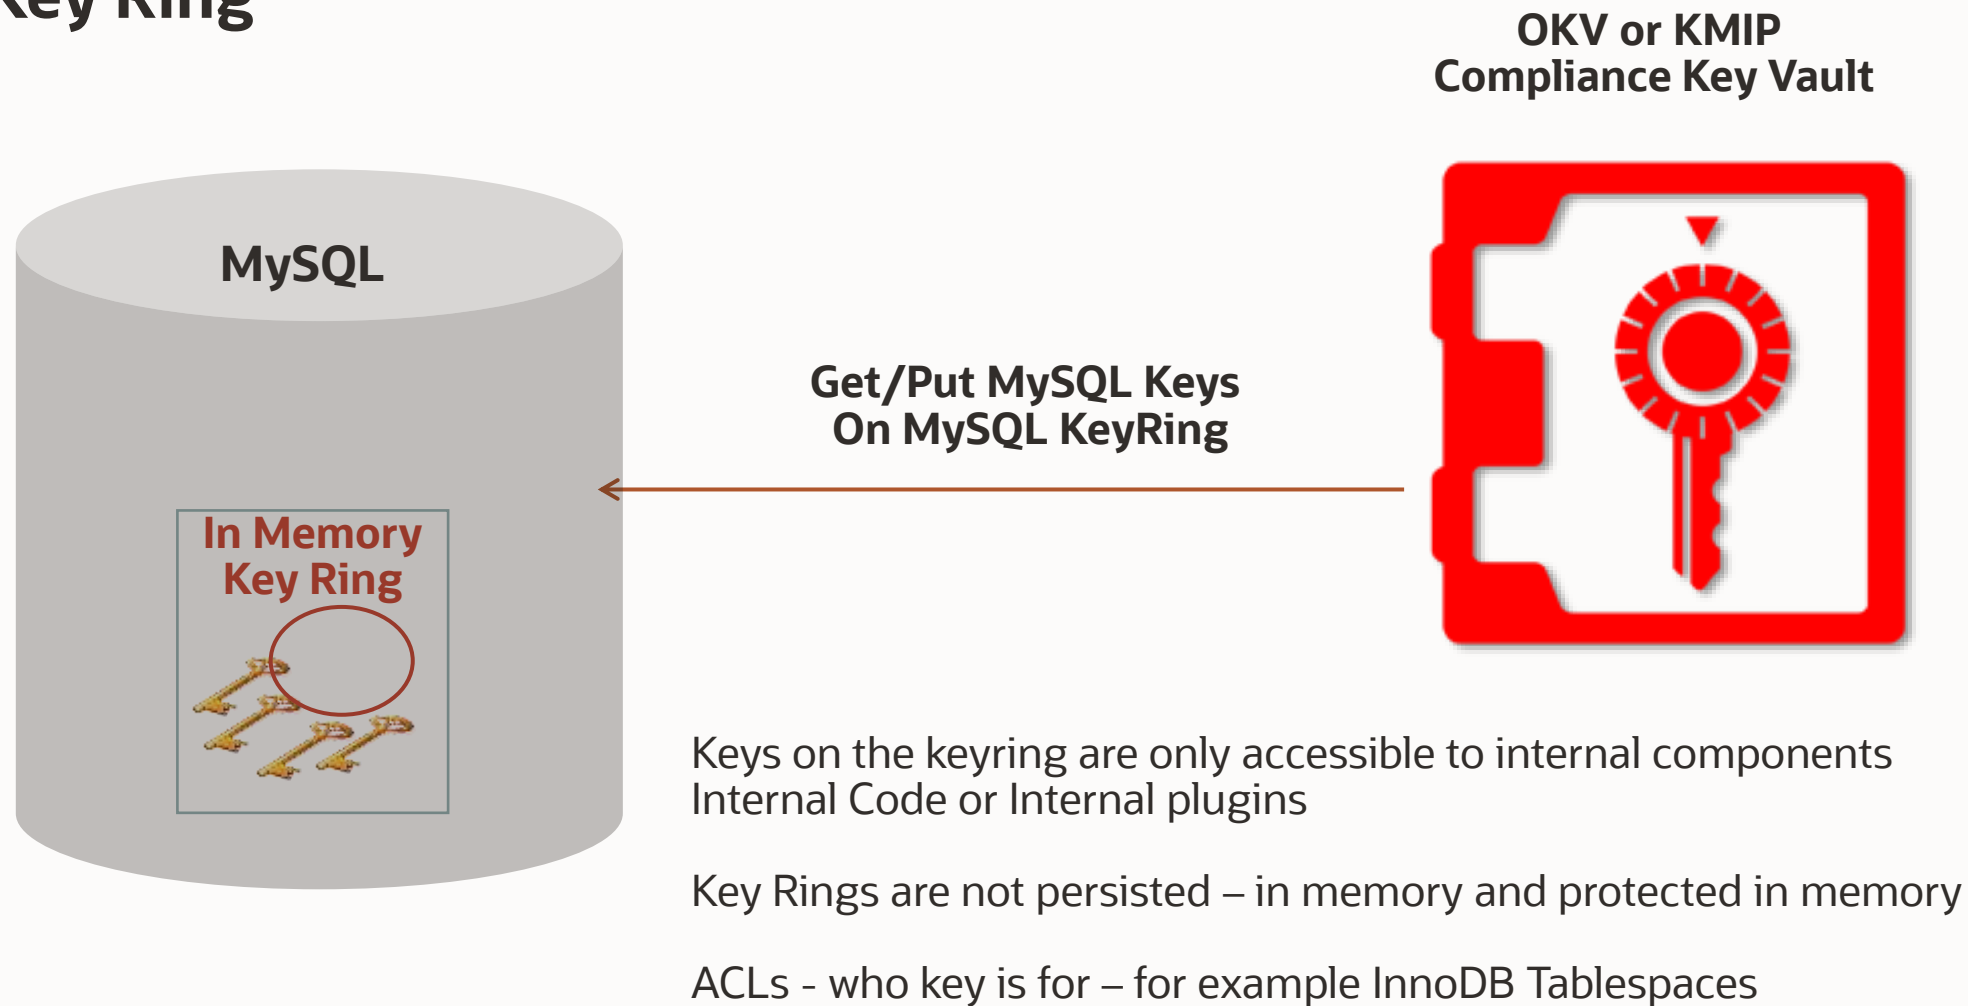 Key Ring
OKV or KMIP
Compliance Key Vault
MySQL
Get/Put MySQL Keys
On MySQL KeyRing
In Memory
Key Ring
Keys on the keyring are only accessible to internal components
Internal Code or Internal plugins
Key Rings are not persisted – in memory and protected in memory
ACLs - who key is for – for example InnoDB Tablespaces